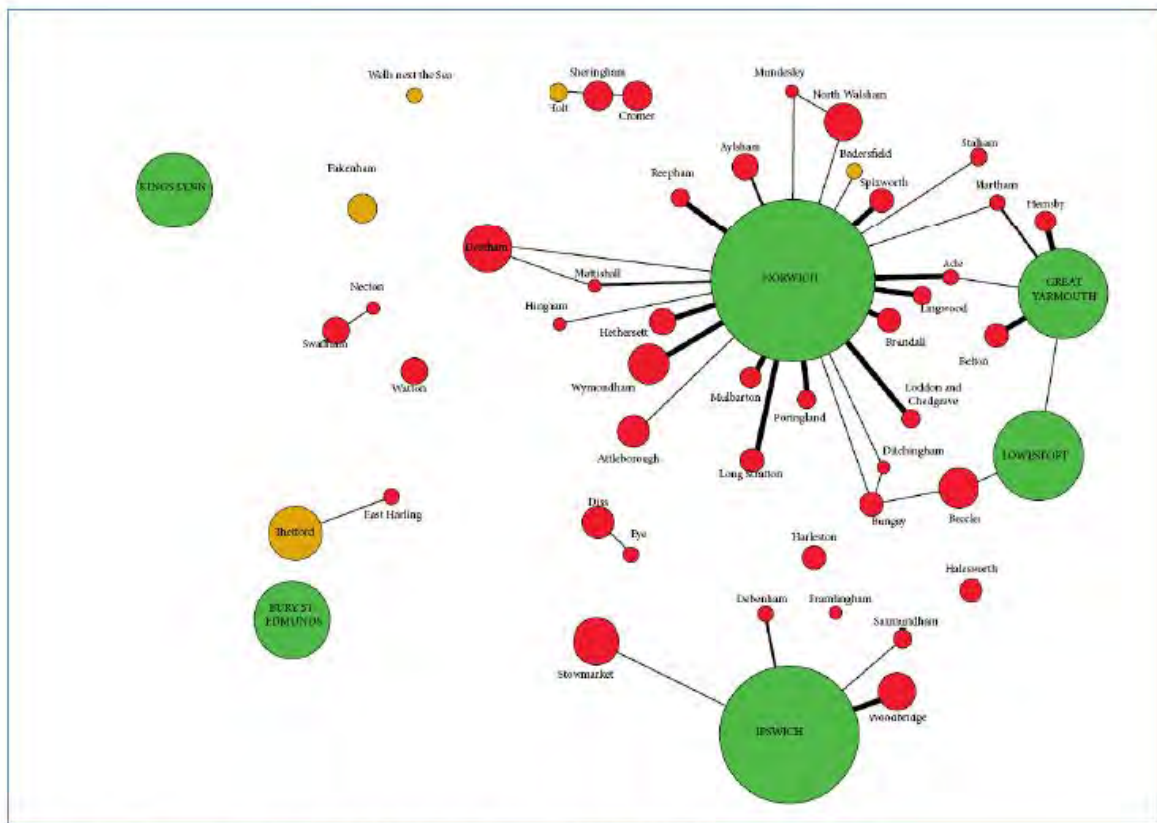 Wells next the Sea
Sheringham
Holt
Cromer
Mundesley
North Walsham
Aylsham
Badersfield
Stalham
KINGS LYNN
Fakenham
Reepham
Spixworth
Martham
Hemsby
Dereham
Mattishall
NORWICH
Acle
GREAT
YARMOUTH
Necton
Hingham
Lingwood
Swaffham
Hethersett
Brundall
Belton
Watton
Wymondham
Mulbarton
Poringland
Loddon and
Chedgrave
Attleborough
Long Stratton
Ditchingham
LOWESTOFT
East Harling
Thetford
Diss
Eye
Bungay
Beccles
Harleston
Halesworth
BURY ST
EDMUNDS
Debenham
Framlingham
Saxmundham
Stowmarket
Woodbridge
IPSWICH